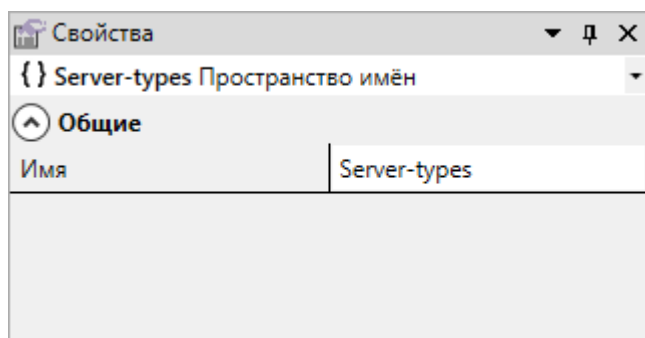 Свойства
{ } Server-types Пространство имён
Общие
Имя Server-types